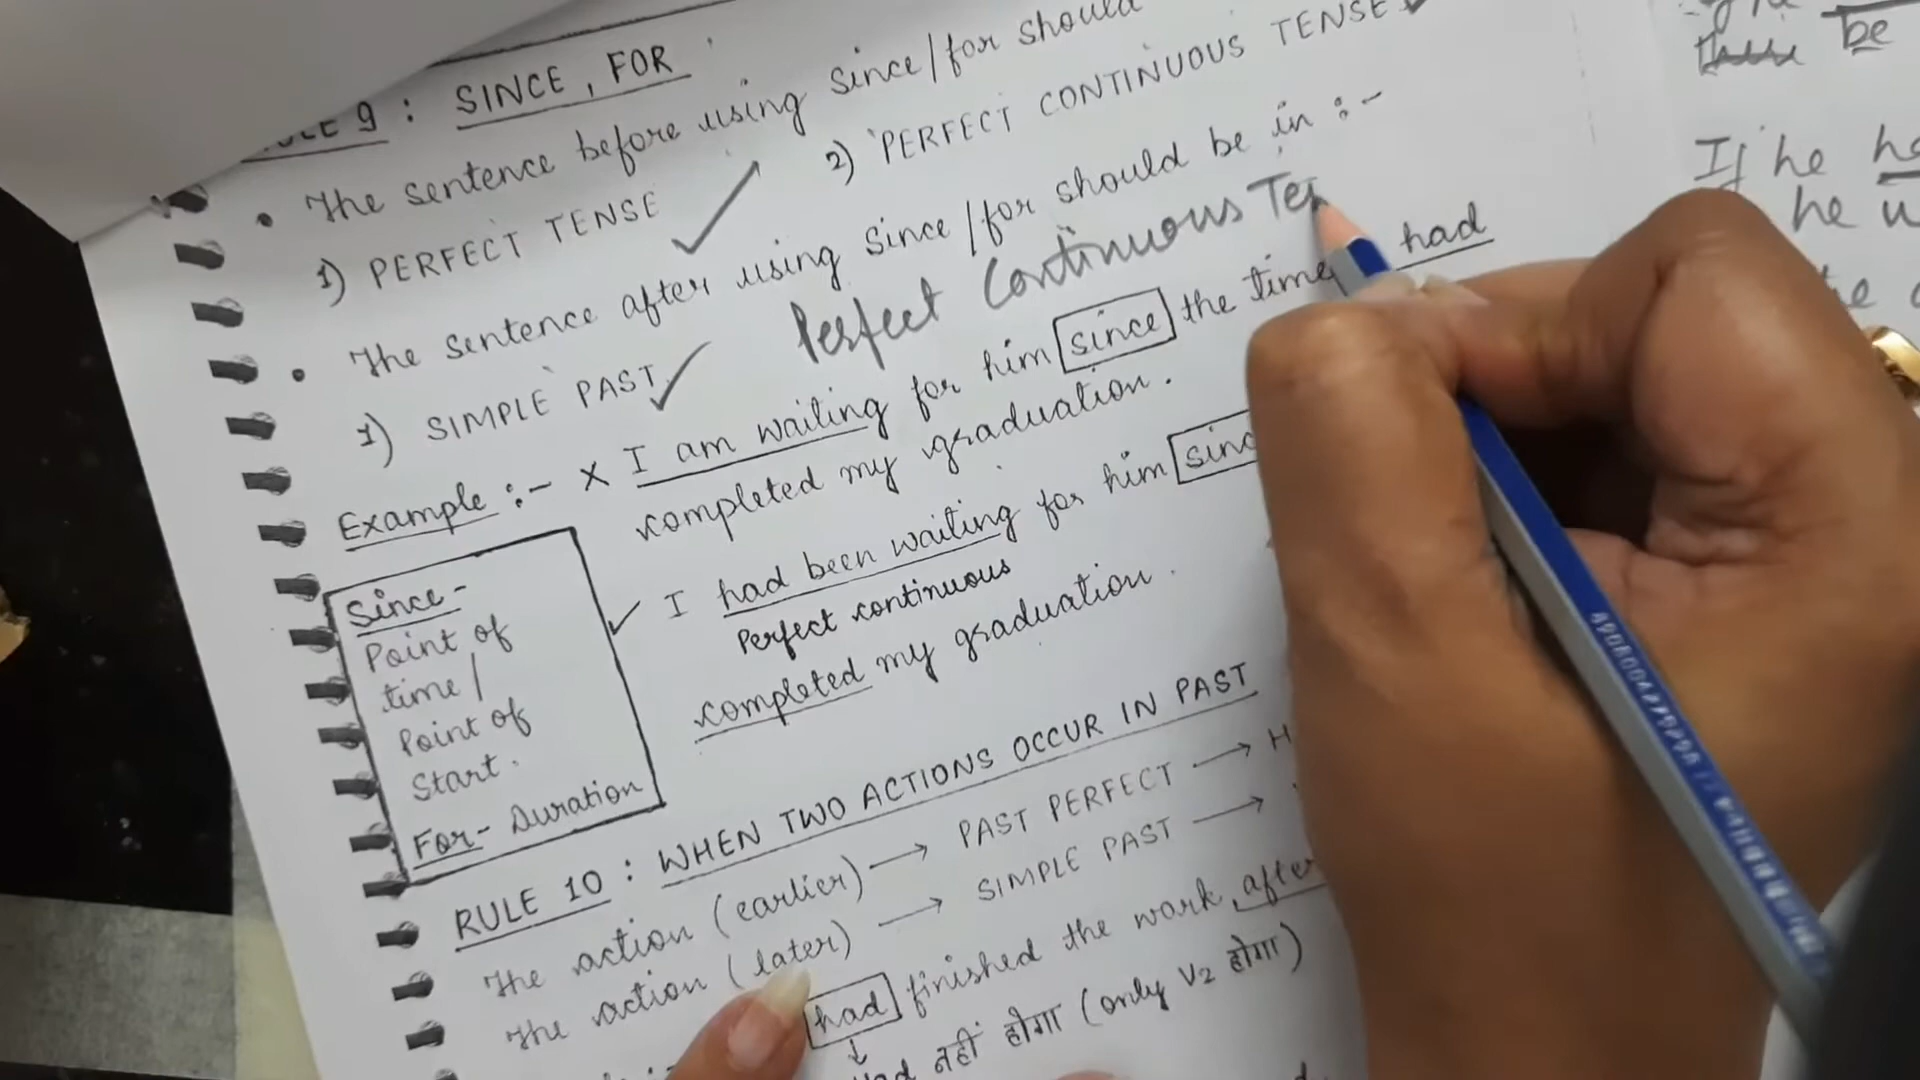 9 : SINCE, FOR
• The sentence before using since/for should
1) PERFECT TENSE ✓ 2) PERFECT CONTINUOUS TENSE ✓
• The sentence after using since/for should be in :-
1) SIMPLE PAST ✓ Perfect Continuous Te
Example :- × I am waiting for him since the time had
completed my graduation.
✓ I had been waiting for him sinc
Perfect continuous
completed my graduation.
Since -
Point of
time /
Point of
Start.
For - Duration
RULE 10 : WHEN TWO ACTIONS OCCUR IN PAST
The action (earlier) → PAST PERFECT → H
The action (later) → SIMPLE PAST →
had finished the work, after
↓
नहीं होगा (only V2 होगा)
be
If he
he